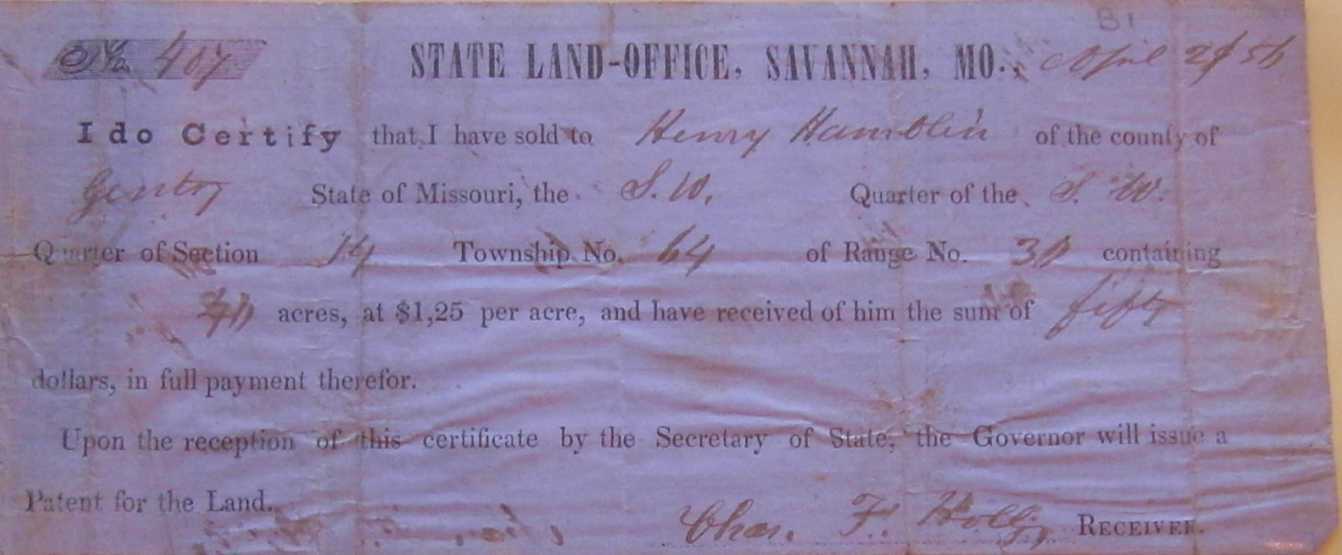 B1
No. 407 STATE LAND-OFFICE, SAVANNAH, MO., April 56
I do Certify that I have sold to Henry Hamblin of the county of
Gentry State of Missouri, the S.W. Quarter of the S. W.
Quarter of Section 14 Township No. 64 of Range No. 30 containing
40 acres, at $1,25 per acre, and have received of him the sum of fifty
dollars, in full payment therefor.
Upon the reception of this certificate by the Secretary of State, the Governor will issue a
Patent for the Land.
Chas. F. Holly RECEIVER.